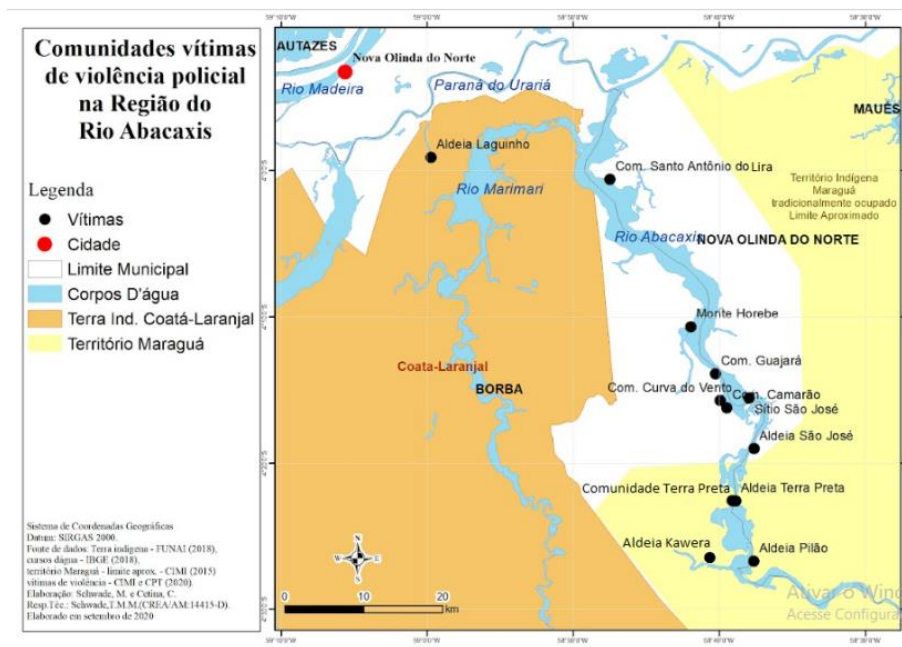 Comunidades vítimas
de violência policial
na Região do
Rio Abacaxis
Legenda
Vítimas
Cidade
Limite Municipal
Corpos D'água
Terra Ind. Coatá-Laranjal
Território Maraguá
Sistema de Coordenadas Geográficas
Datum: SIRGAS 2000.
Fonte de dados: Terra indígena - FUNAI (2018),
cursos dágua - IBGE (2018),
território Maraguá - limite aprox. - CIMI (2015)
vítimas de violência - CIMI e CPT (2020).
Elaboração: Schwade, M. e Cetina, C.
Resp.Téc.: Schwade,T.M.M.(CREA/AM:14415-D).
Elaborado em setembro de 2020
AUTAZES
Nova Olinda do Norte
Rio Madeira
Paraná do Urariá
MAUÉS
Aldeia Laguinho
Com. Santo Antônio do Lira
Rio Marimari
Território Indígena
Maraguá
tradicionalmente ocupado
Limite Aproximado
Rio Abacaxis
NOVA OLINDA DO NORTE
Monte Horebe
Com. Guajará
Coata-Laranjal
BORBA
Com. Curva do Vento
Com. Camarão
Sítio São José
Aldeia São José
Comunidade Terra Preta
Aldeia Terra Preta
Aldeia Kawera
Aldeia Pilão
N
W
E
S
0 10 20
km
Ativar o Wind
Acesse Configura